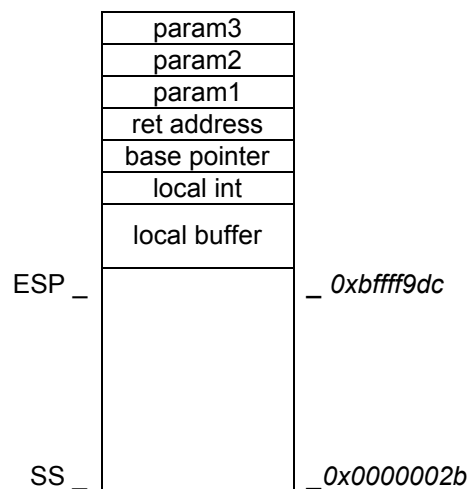 param3
param2
param1
ret address
base pointer
local int
local buffer
ESP _ _ 0xbffff9dc
SS _ _0x0000002b